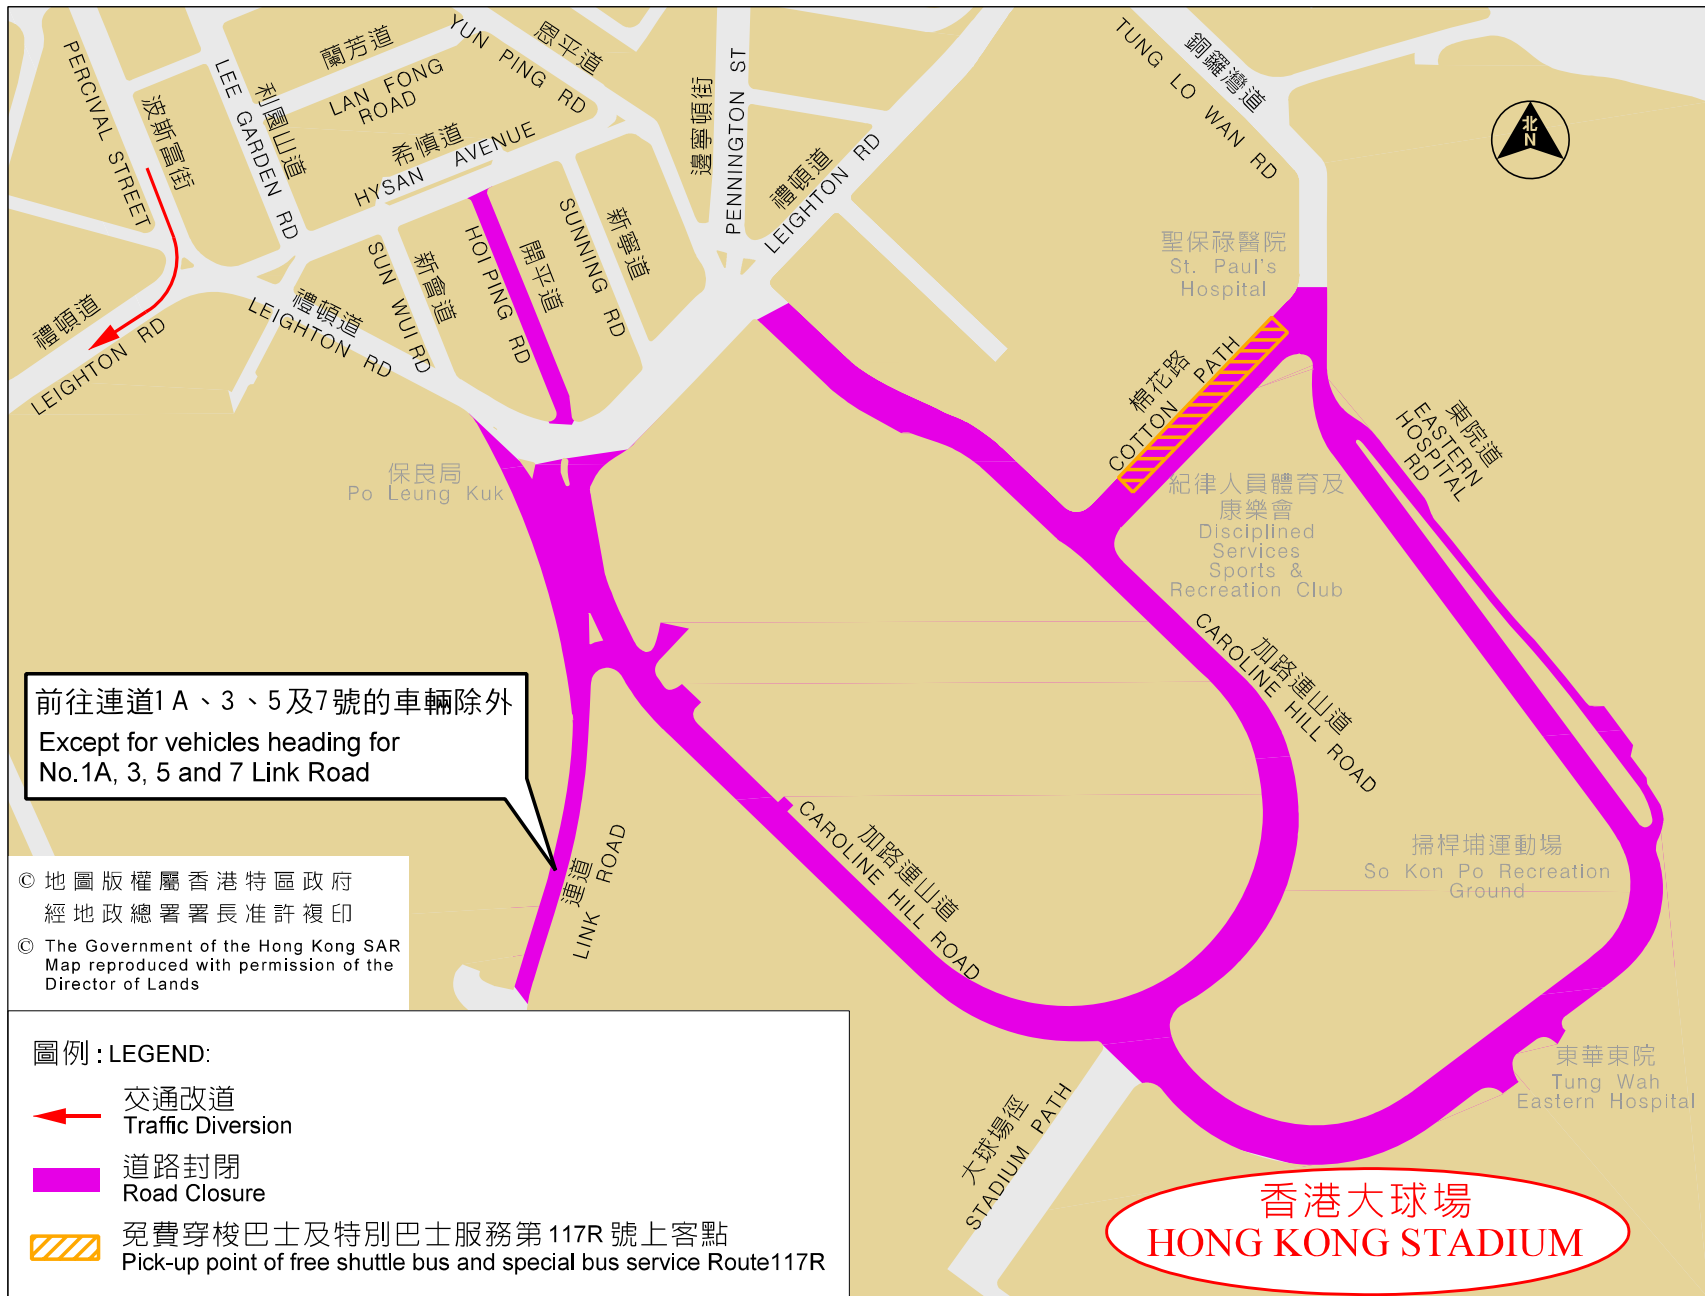 PERCIVAL STREET
波斯富街
LEE GARDEN RD
利園山道
蘭芳道
LAN FONG
ROAD
YUN PING RD
恩平道
希慎道
HYSAN AVENUE
邊寧頓街
PENNINGTON ST
禮頓道
LEIGHTON RD
TUNG LO WAN RD
銅鑼灣道
北
N
禮頓道
LEIGHTON RD
禮頓道
LEIGHTON RD
SUN WUI RD
新會道
HOI PING RD
開平道
SUNNING RD
新寧道
聖保祿醫院
St. Paul's
Hospital
棉花路
COTTON PATH
東院道
EASTERN
HOSPITAL
RD
保良局
Po Leung Kuk
紀律人員體育及
康樂會
Disciplined
Services
Sports &
Recreation Club
加路連山道
CAROLINE HILL ROAD
前往連道1A、3、5及7號的車輛除外
Except for vehicles heading for
No.1A, 3, 5 and 7 Link Road
連道
LINK ROAD
加路連山道
CAROLINE HILL ROAD
掃桿埔運動場
So Kon Po Recreation
Ground
東華東院
Tung Wah
Eastern Hospital
大球場徑
STADIUM PATH
香港大球場
HONG KONG STADIUM
© 地圖版權屬香港特區政府
經地政總署署長准許複印
© The Government of the Hong Kong SAR
Map reproduced with permission of the
Director of Lands
圖例 : LEGEND:
交通改道
Traffic Diversion
道路封閉
Road Closure
免費穿梭巴士及特別巴士服務第 117R 號上客點
Pick-up point of free shuttle bus and special bus service Route117R